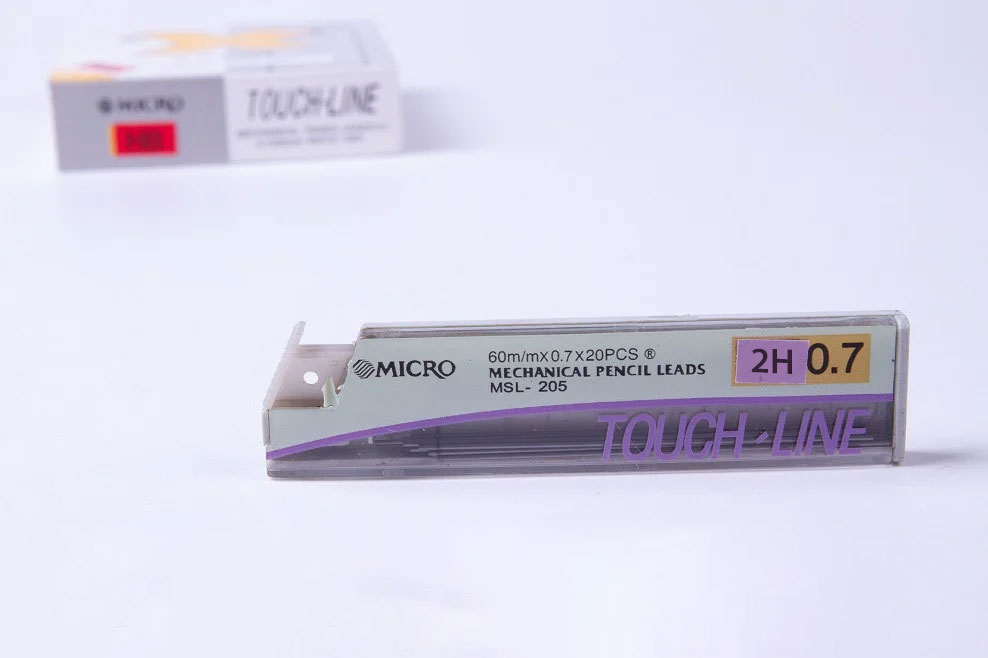 MICRO
TOUCH-LINE
MICRO
60m/mX0.7X20PCS ®
MECHANICAL PENCIL LEADS
MSL- 205
2H 0.7
TOUCH-LINE